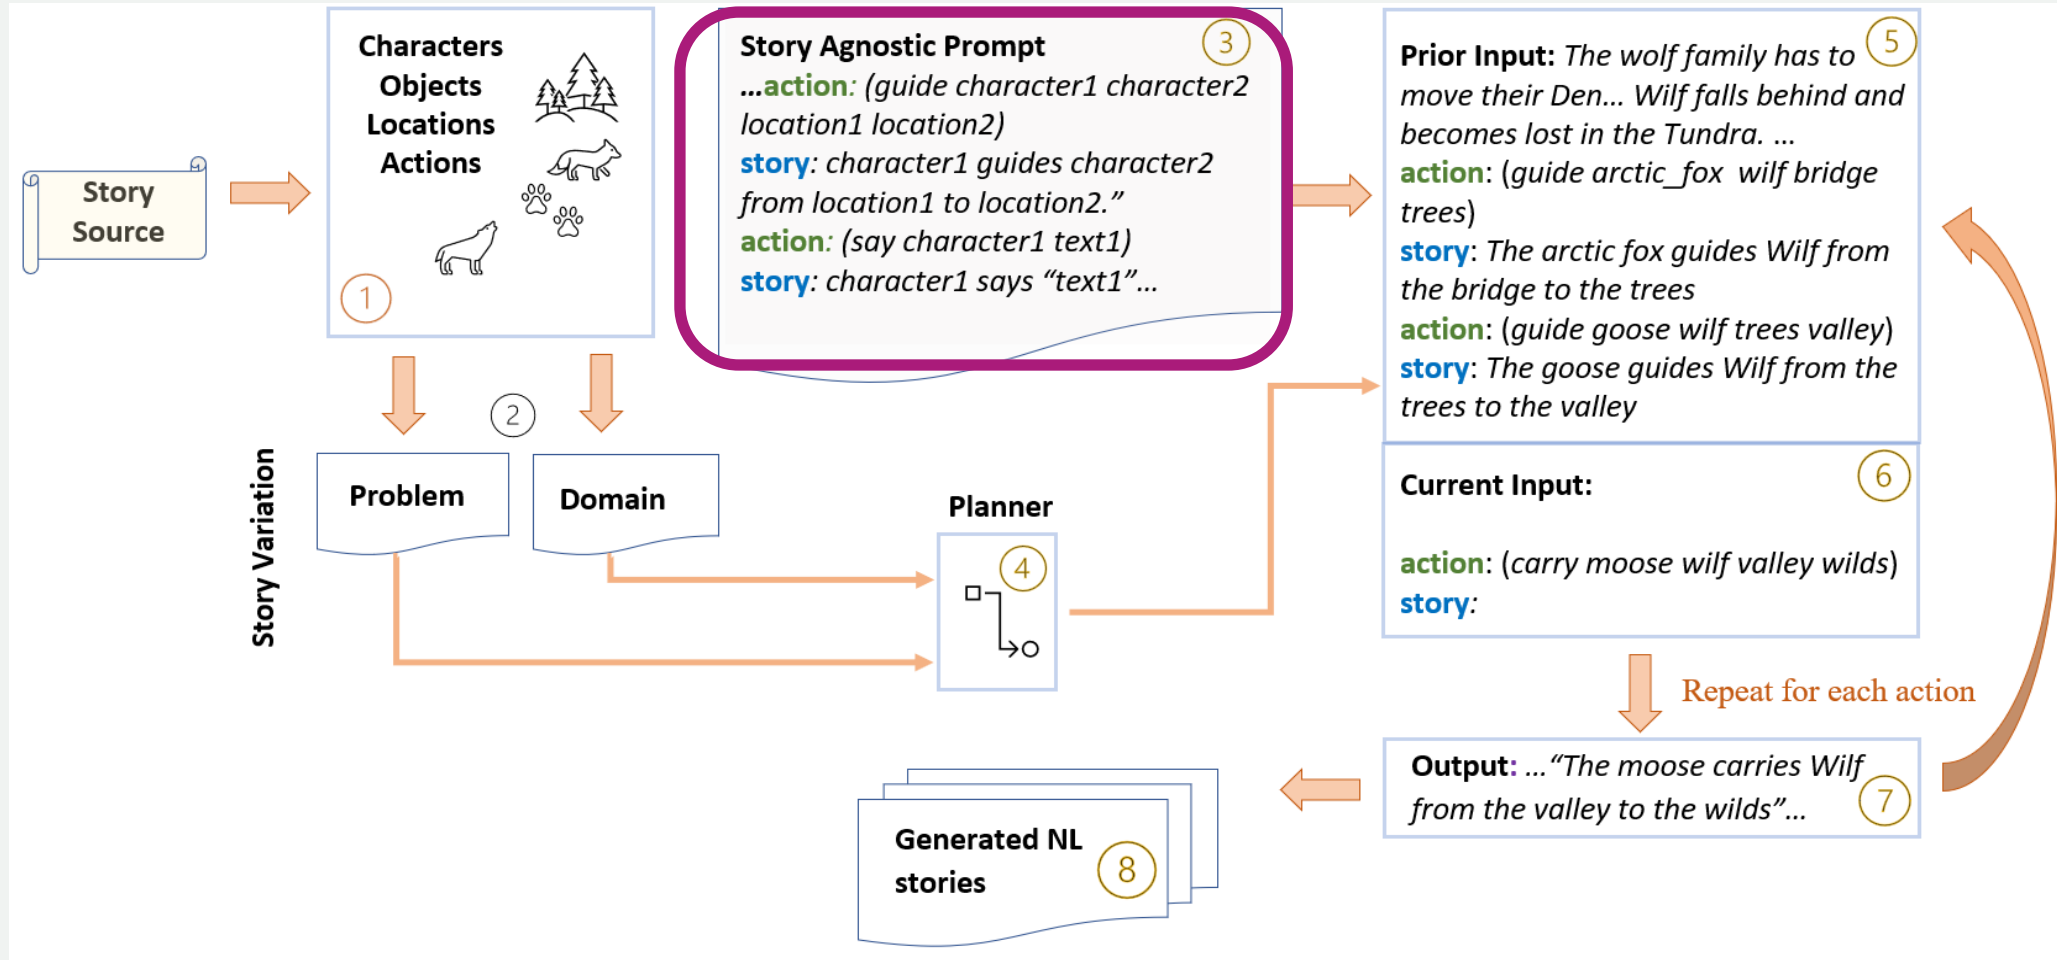 Story
Source
Characters
Objects
Locations
Actions
1
Story Agnostic Prompt
3
...action: (guide character1 character2
location1 location2)
story: character1 guides character2
from location1 to location2.”
action: (say character1 text1)
story: character1 says “text1”...
Prior Input: The wolf family has to
5
move their Den... Wilf falls behind and
becomes lost in the Tundra. ...
action: (guide arctic_fox wilf bridge
trees)
story: The arctic fox guides Wilf from
the bridge to the trees
action: (guide goose wilf trees valley)
story: The goose guides Wilf from the
trees to the valley
2
Story Variation
Problem
Domain
Planner
4
Current Input:
6
action: (carry moose wilf valley wilds)
story:
Repeat for each action
Output: ...“The moose carries Wilf
from the valley to the wilds”...
7
Generated NL
stories
8